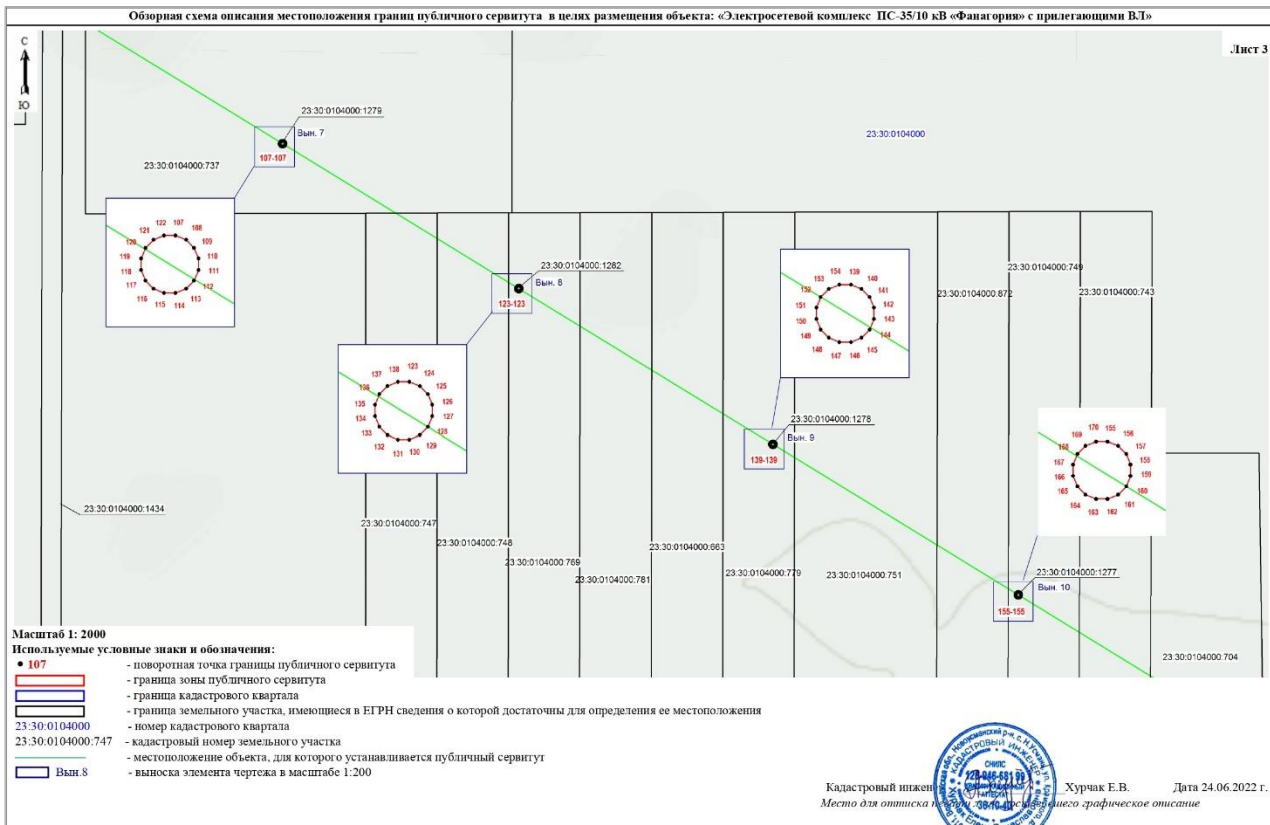 Обзорная схема описания местоположения границ публичного сервитута в целях размещения объекта: «Электросетевой комплекс ПС-35/10 кВ «Фанагория» с прилегающими ВЛ»
Лист 3
С
Ю
23:30:0104000:1279
Вын. 7
107-107
23:30:0104000:737
23:30:0104000
122 107
121 108
120 109
119 110
118 111
117 112
116 113
115 114
23:30:0104000:1282
Вын. 8
123-123
138 123
137 124
136 125
135 126
134 127
133 128
132 129
131 130
154 139
153 140
152 141
151 142
150 143
149 144
148 145
147 146
23:30:0104000:749
23:30:0104000:872
23:30:0104000:743
23:30:0104000:1278
Вын. 9
139-139
170 155
169 156
168 157
167 158
166 159
165 160
164 161
163 162
23:30:0104000:1434
23:30:0104000:747
23:30:0104000:748
23:30:0104000:769
23:30:0104000:781
23:30:0104000:663
23:30:0104000:779
23:30:0104000:751
23:30:0104000:1277
Вын. 10
155-155
23:30:0104000:704
Масштаб 1: 2000
Используемые условные знаки и обозначения:
107 - поворотная точка границы публичного сервитута
- граница зоны публичного сервитута
- граница кадастрового квартала
- граница земельного участка, имеющиеся в ЕГРН сведения о которой достаточны для определения ее местоположения
23:30:0104000 - номер кадастрового квартала
23:30:0104000:747 - кадастровый номер земельного участка
- местоположение объекта, для которого устанавливается публичный сервитут
Вын.8 - выноска элемента чертежа в масштабе 1:200
КАДАСТРОВЫЙ ИНЖЕНЕР
СНИЛС
Кадастровый Хурчак Е.В. Дата 24.06.2022 г.
Место для оттиска графическое описание